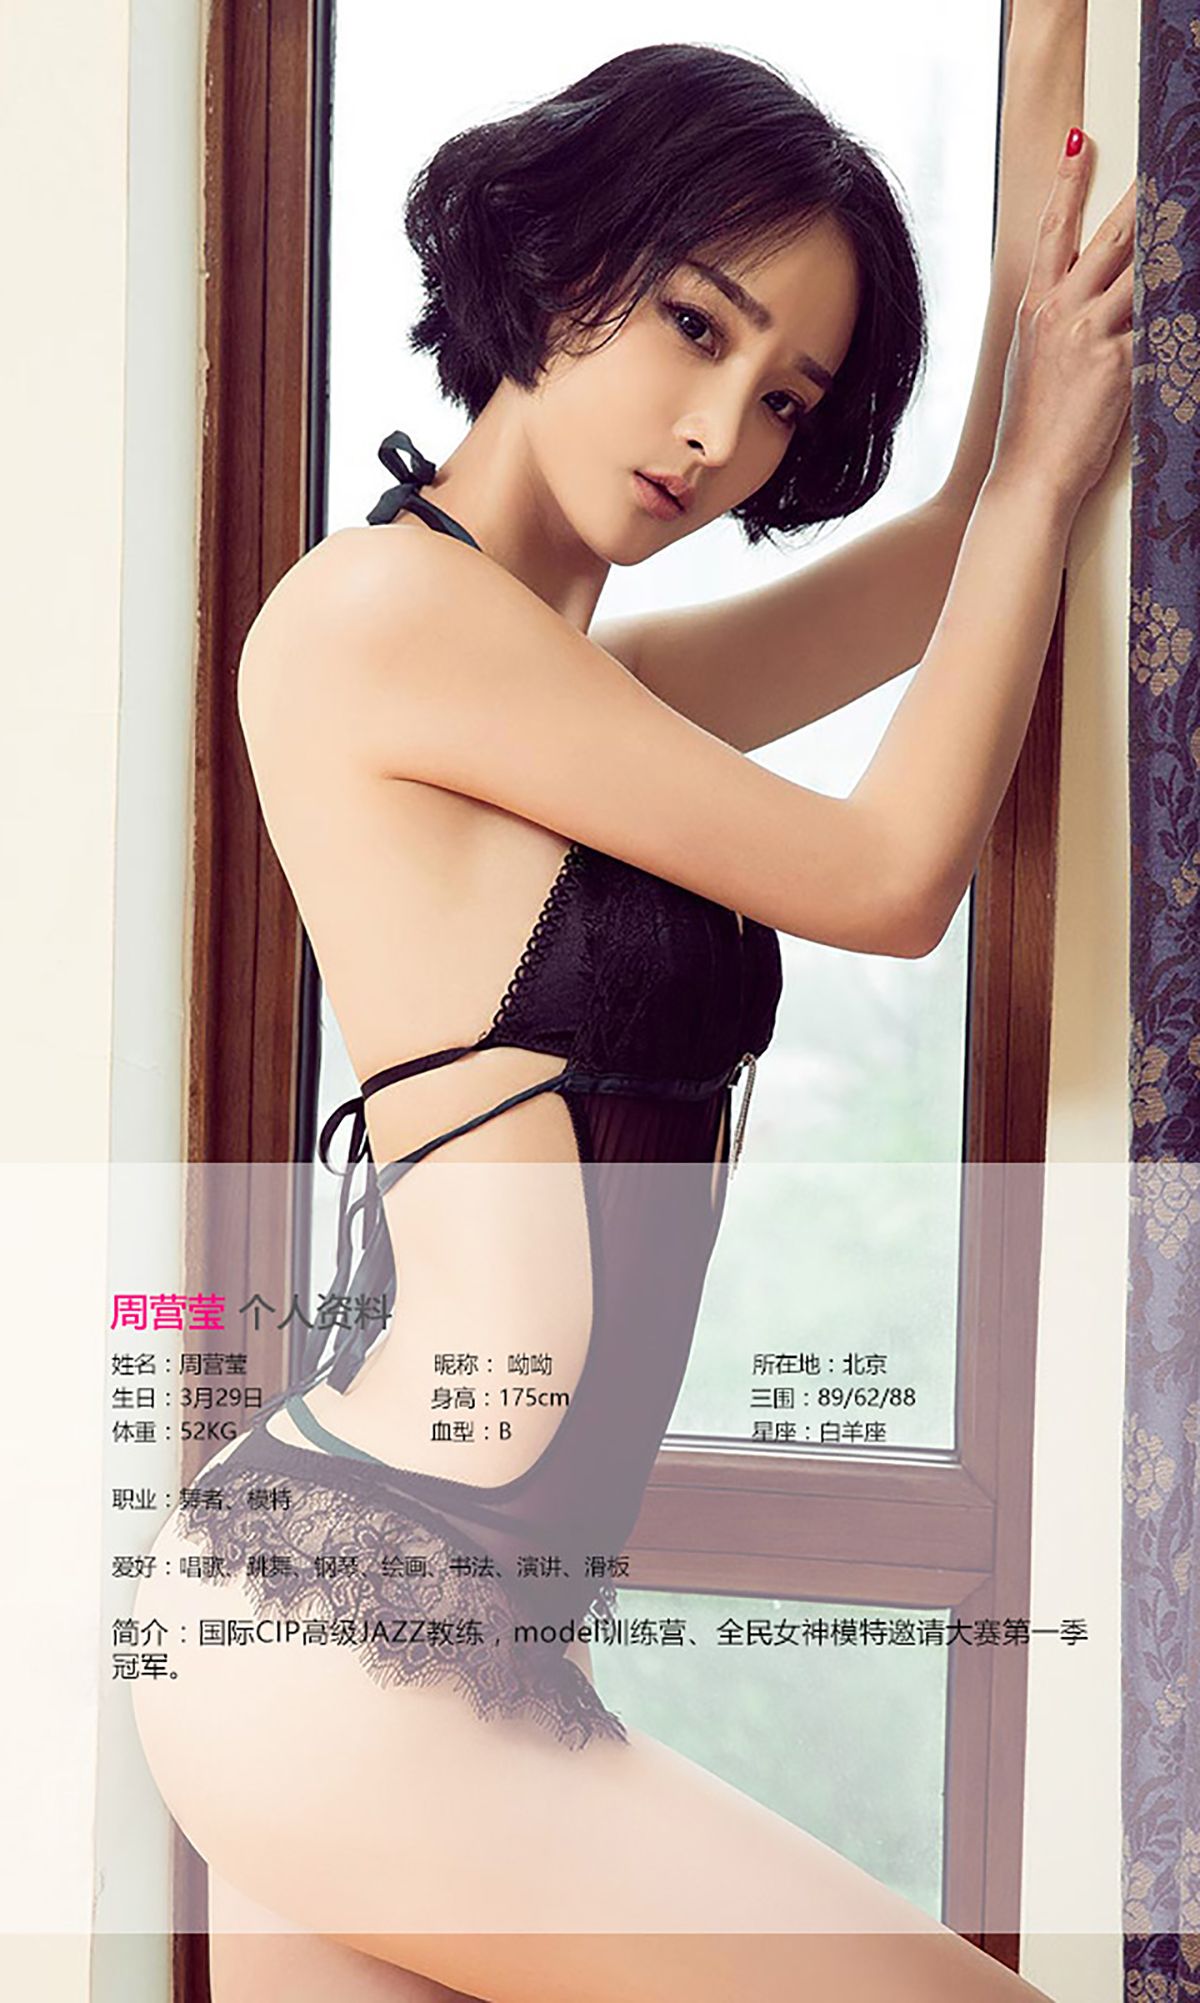 周营莹 个人资料
姓名：周营莹 昵称： 呦呦 所在地：北京
生日：3月29日 身高：175cm 三围：89/62/88
体重：52KG 血型：B 星座：白羊座
职业：舞者、模特
爱好：唱歌、跳舞、钢琴、绘画、书法、演讲、滑板
简介：国际CIP高级JAZZ教练，model训练营、全民女神模特邀请大赛第一季
冠军。